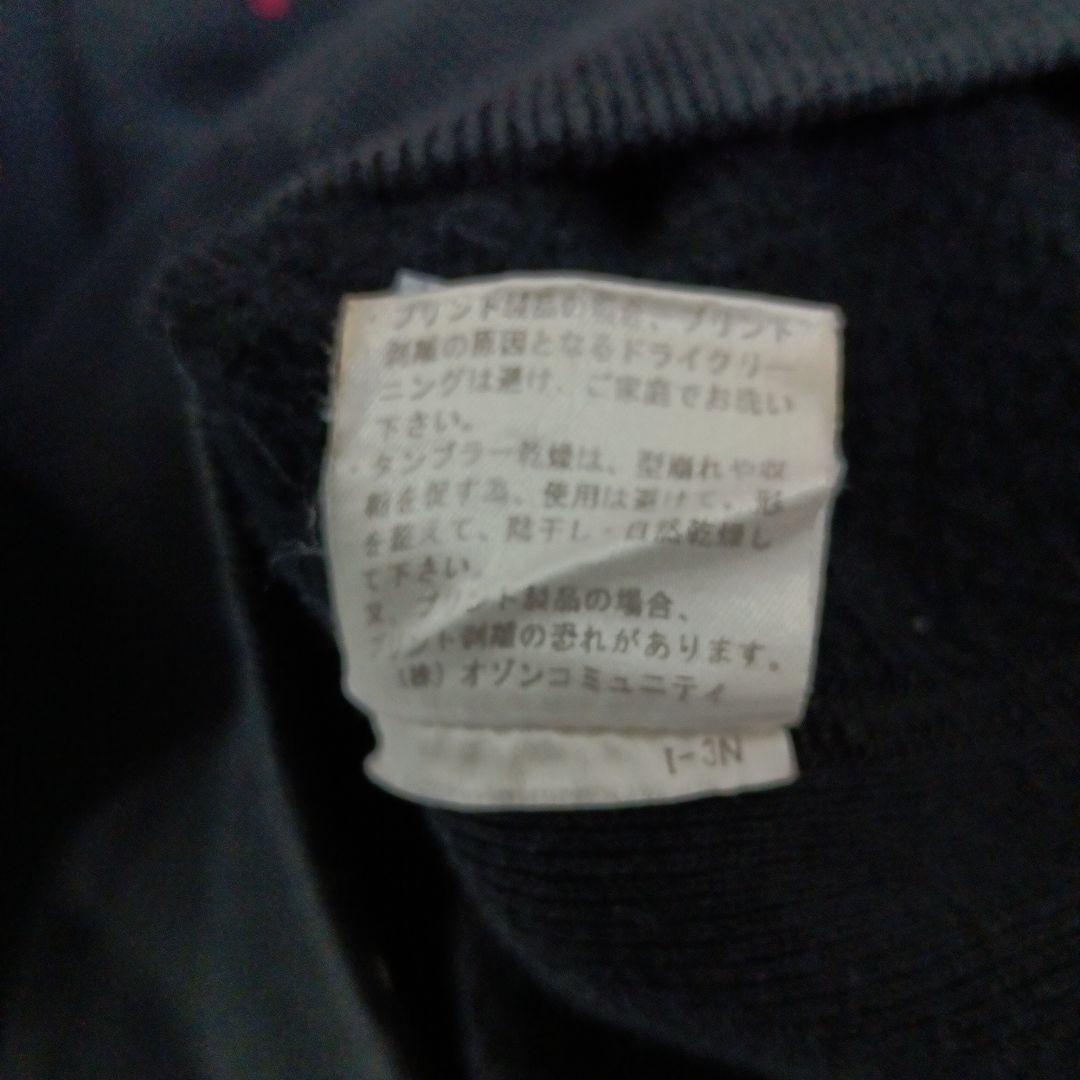 ・プリント製品の場合、プリント
剥離の原因となるドライクリー
ニングは避け、ご家庭でお洗い
下さい。
・タンブラー乾燥は、型崩れや収
縮を促す為、使用は避けて、形
を整えて、陰干し・自然乾燥し
て下さい。
又、プリント製品の場合、
プリント剥離の恐れがあります。
(株)オゾンコミュニティ
I-3N